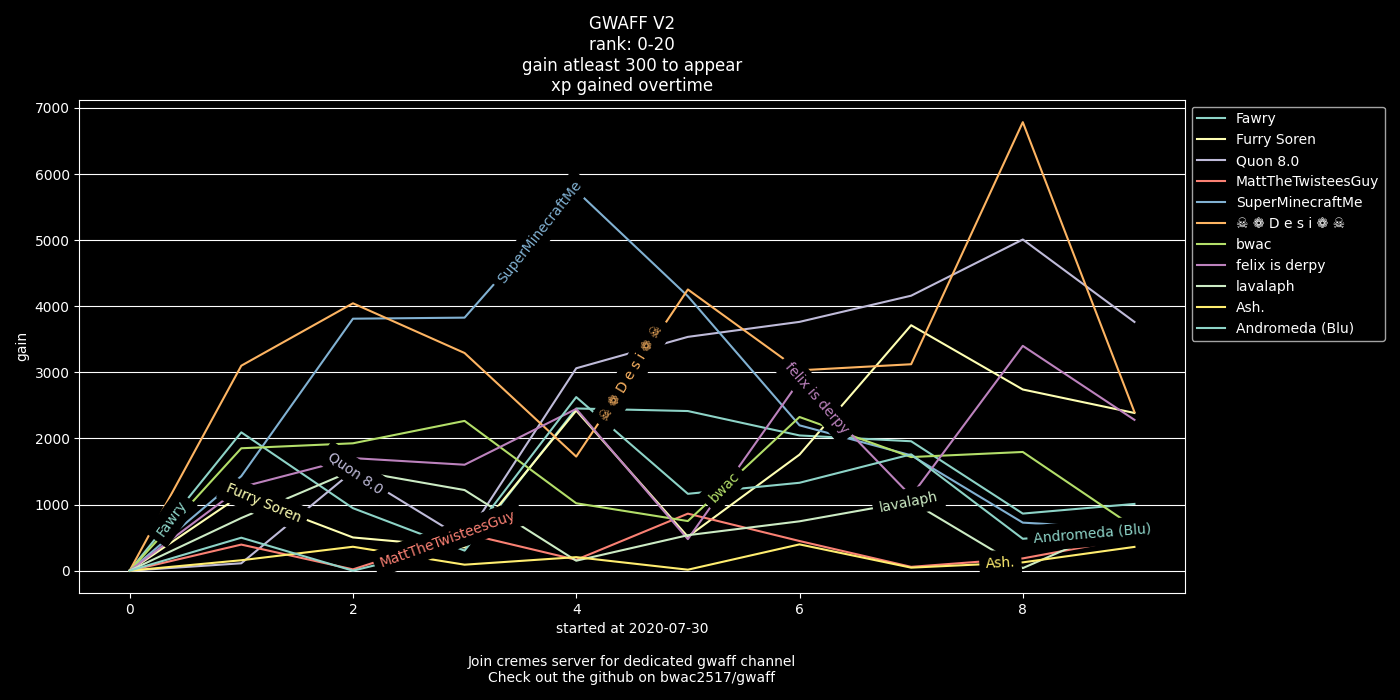 GWAFF V2
rank: 0-20
gain atleast 300 to appear
xp gained overtime
7000
6000
5000
4000
3000
2000
1000
0
gain
Fawry
Furry Soren
Quon 8.0
MattTheTwisteesGuy
SuperMinecraftMe
☠ ❁ D e s i ❁ ☠
bwac
felix is derpy
lavalaph
Ash.
Andromeda (Blu)
0 2 4 6 8
started at 2020-07-30
Join cremes server for dedicated gwaff channel
Check out the github on bwac2517/gwaff
Fawry
Furry Soren
Quon 8.0
MattTheTwisteesGuy
SuperMinecraftMe
☠ ❁ D e s i ❁ ☠
bwac
felix is derpy
lavalaph
Ash.
Andromeda (Blu)